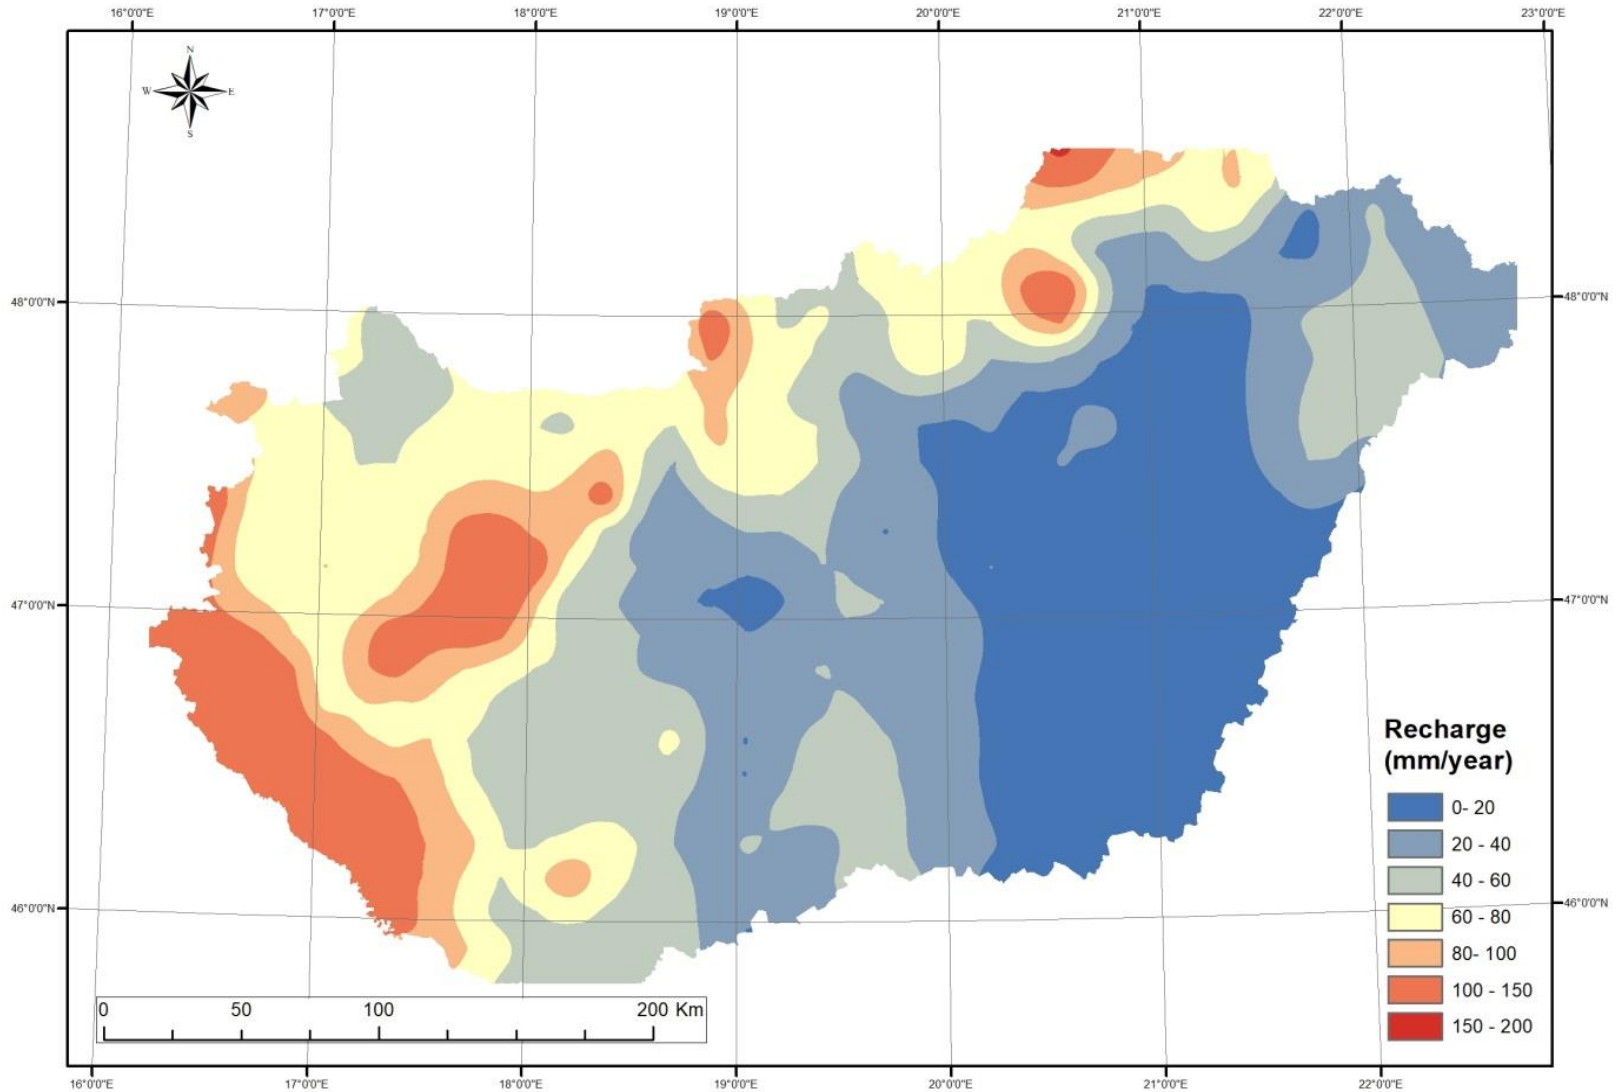 16°0'0"E 17°0'0"E 18°0'0"E 19°0'0"E 20°0'0"E 21°0'0"E 22°0'0"E 23°0'0"E
N
W E
S
48°0'0"N 48°0'0"N
47°0'0"N 47°0'0"N
46°0'0"N 46°0'0"N
Recharge
(mm/year)
0- 20
20 - 40
40 - 60
60 - 80
80- 100
100 - 150
150 - 200
0 50 100 200 Km
16°0'0"E 17°0'0"E 18°0'0"E 19°0'0"E 20°0'0"E 21°0'0"E 22°0'0"E